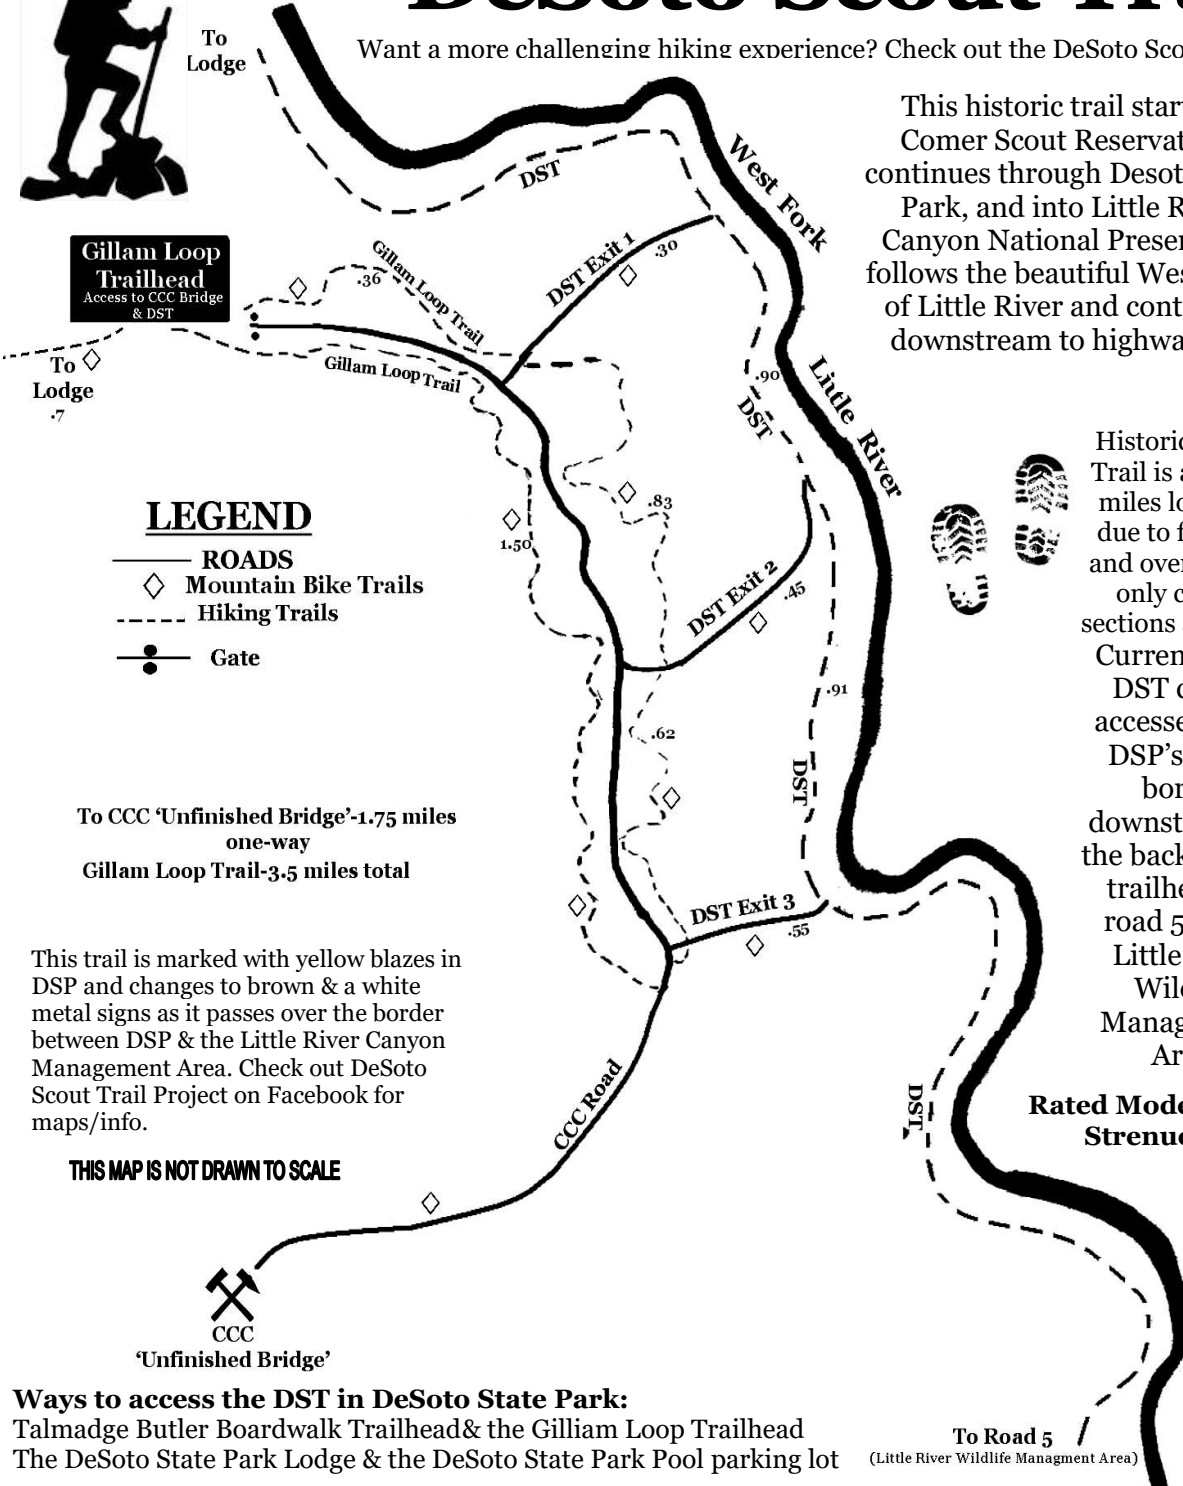 DeSoto Scout Tr
Want a more challenging hiking experience? Check out the DeSoto Sco
To
Lodge
This historic trail star
Comer Scout Reservat
continues through Desot
Park, and into Little R
Canyon National Preser
follows the beautiful Wes
of Little River and cont
downstream to highwa
West Fork
Little River
DST
Gillam Loop
Trailhead
Access to CCC Bridge
& DST
Gillam Loop Trail
.36
DST Exit 1
.30
To
Lodge
.7
Gillam Loop Trail
.90
DST
Historic
Trail is a
miles lo
due to f
and over
only c
sections
Curren
DST c
accesse
DSP's
bor
downst
the back
trailhe
road 5
Little
Wild
Manag
Ar
LEGEND
ROADS
Mountain Bike Trails
Hiking Trails
Gate
1.50
.83
DST Exit 2
.45
.91
.62
DST
To CCC ‘Unfinished Bridge’-1.75 miles
one-way
Gillam Loop Trail-3.5 miles total
DST Exit 3
.55
This trail is marked with yellow blazes in
DSP and changes to brown & a white
metal signs as it passes over the border
between DSP & the Little River Canyon
Management Area. Check out DeSoto
Scout Trail Project on Facebook for
maps/info.
CCC Road
DST
Rated Mode
Strenuo
THIS MAP IS NOT DRAWN TO SCALE
CCC
‘Unfinished Bridge’
Ways to access the DST in DeSoto State Park:
Talmadge Butler Boardwalk Trailhead& the Gilliam Loop Trailhead
The DeSoto State Park Lodge & the DeSoto State Park Pool parking lot
To Road 5
(Little River Wildlife Managment Area)